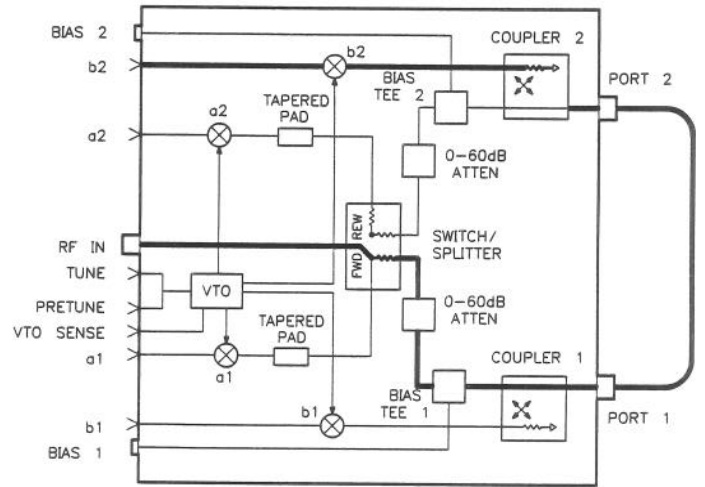 BIAS 2
b2
COUPLER 2
b2
BIAS
TEE 2
PORT 2
TAPERED
PAD
a2
a2
0-60dB
ATTEN
REW
FWD
SWITCH/
SPLITTER
RF IN
TUNE
VTO
PRETUNE
VTO SENSE
0-60dB
ATTEN
TAPERED
PAD
a1
a1
COUPLER 1
BIAS
TEE 1
b1
b1
PORT 1
BIAS 1